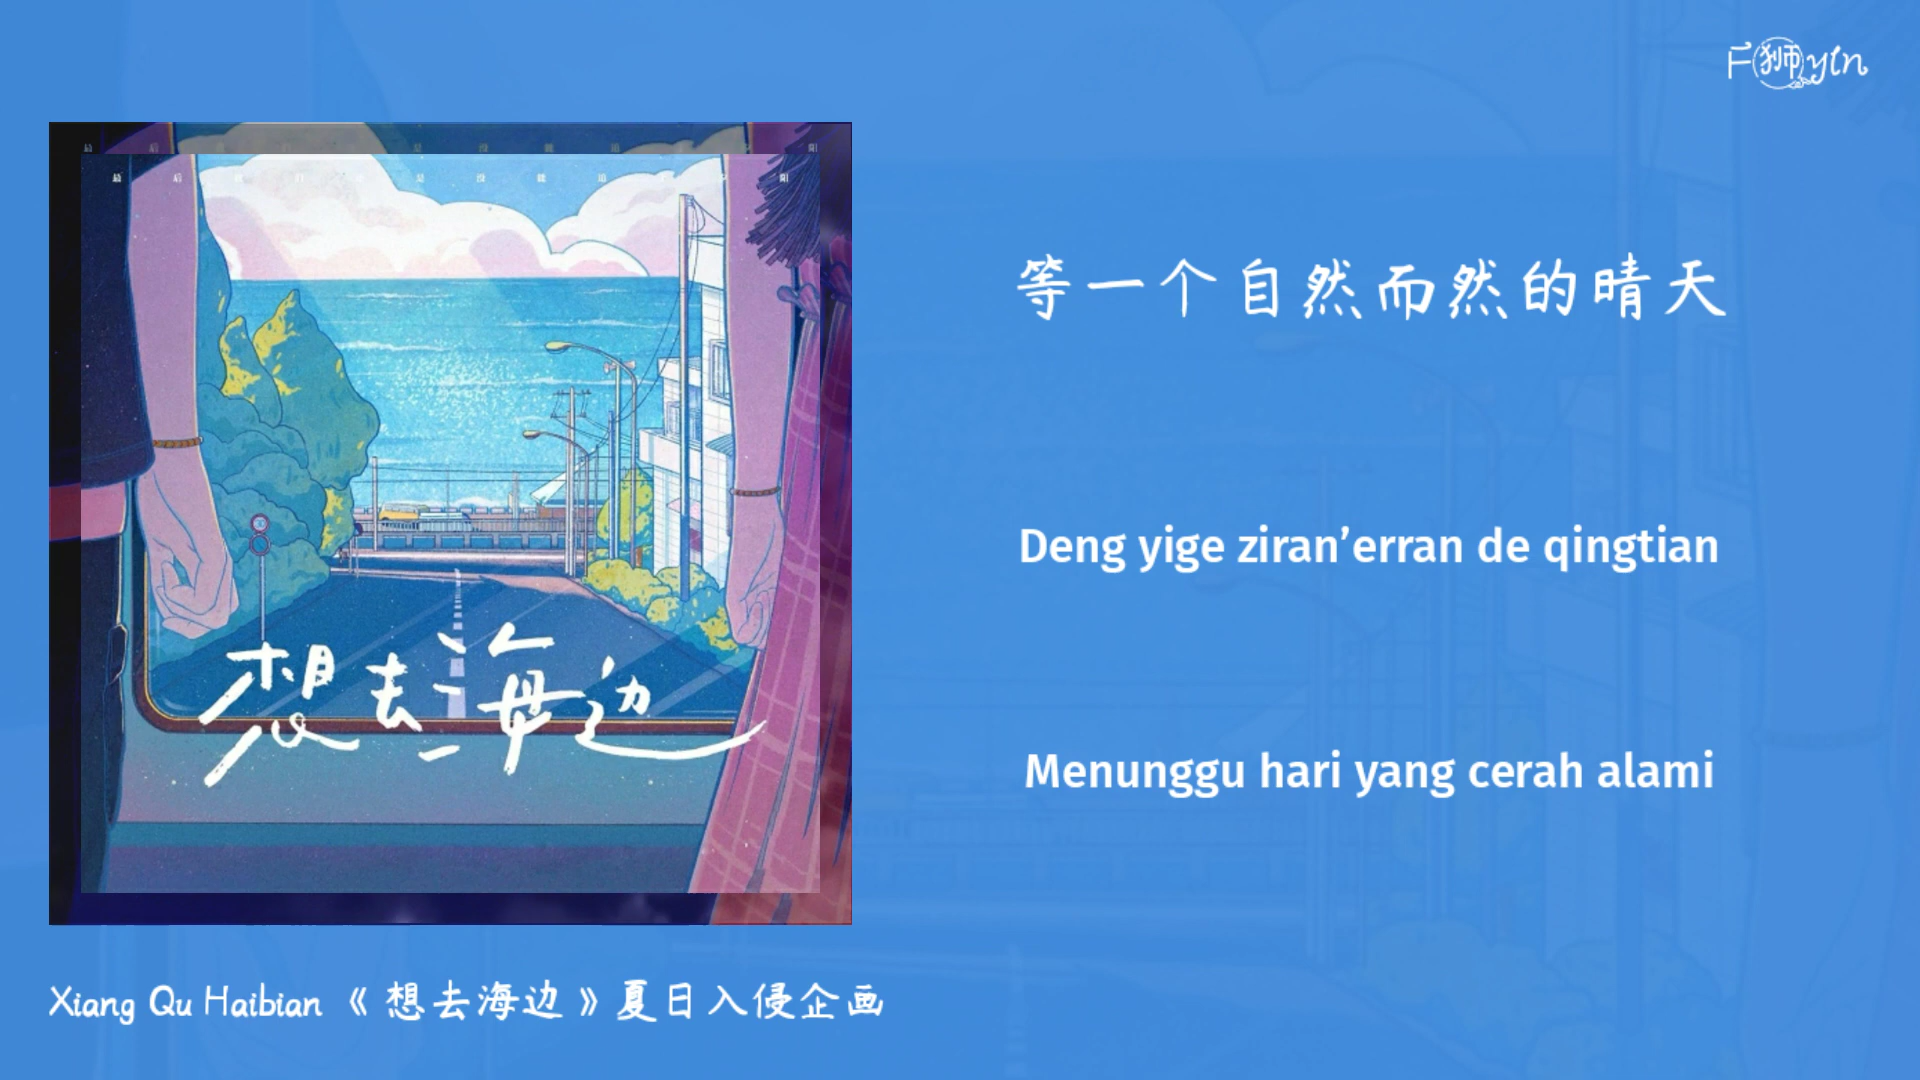 想去海边
等一个自然而然的晴天
Deng yige ziran’erran de qingtian
Menunggu hari yang cerah alami
Xiang Qu Haibian 《 想去海边 》夏日入侵企画